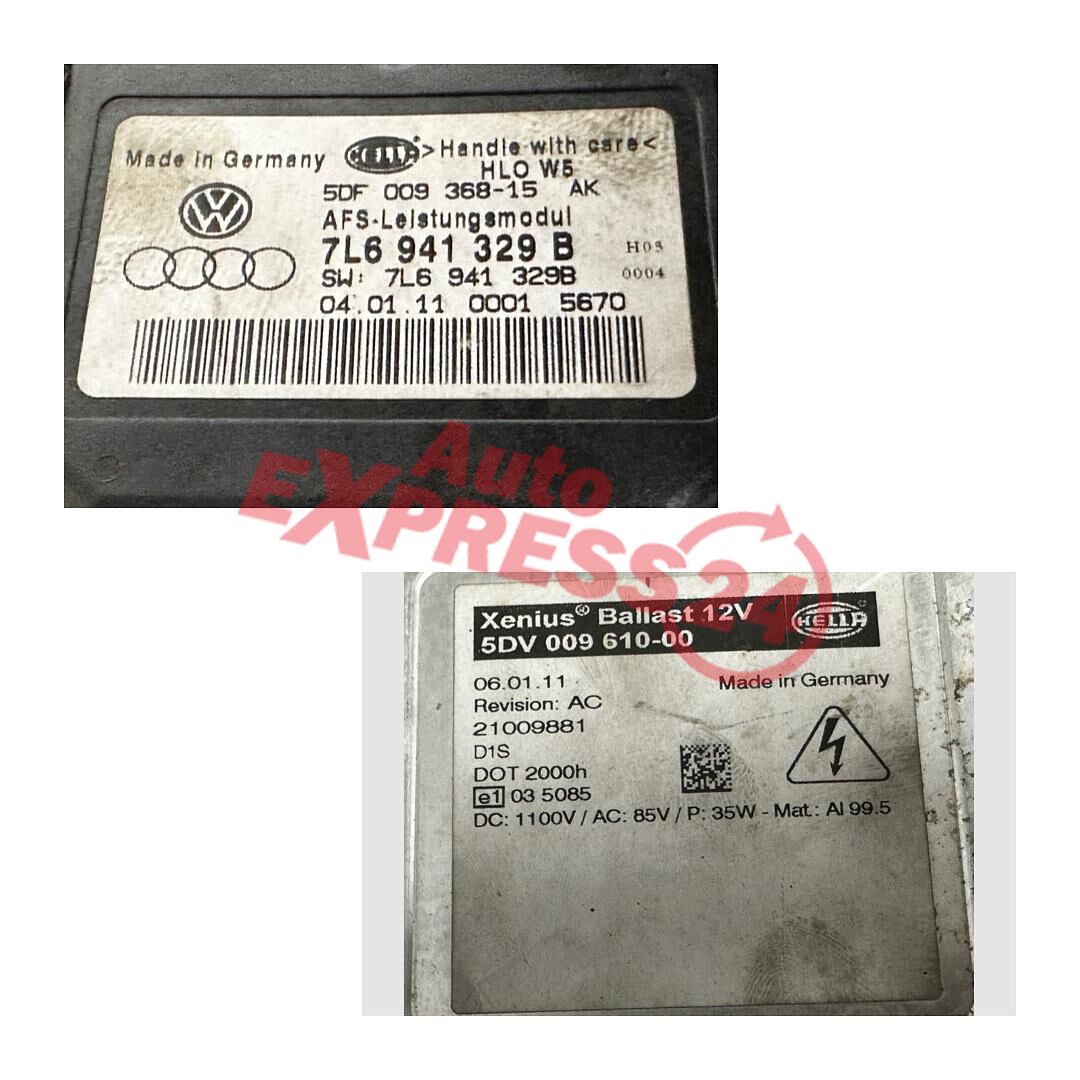 Made in Germany HELLA >Handle with care<
HLO W5
5DF 009 368-15 AK
AFS-Leistungsmodul
7L6 941 329 B H03
SW: 7L6 941 329B 0004
04.01.11 0001 5670
Auto
EXPRESS24
Xenius® Ballast 12V HELLA
5DV 009 610-00
06.01.11 Made in Germany
Revision: AC
21009881
D1S
DOT 2000h
e1 03 5085
DC: 1100V / AC: 85V / P: 35W - Mat.: Al 99.5